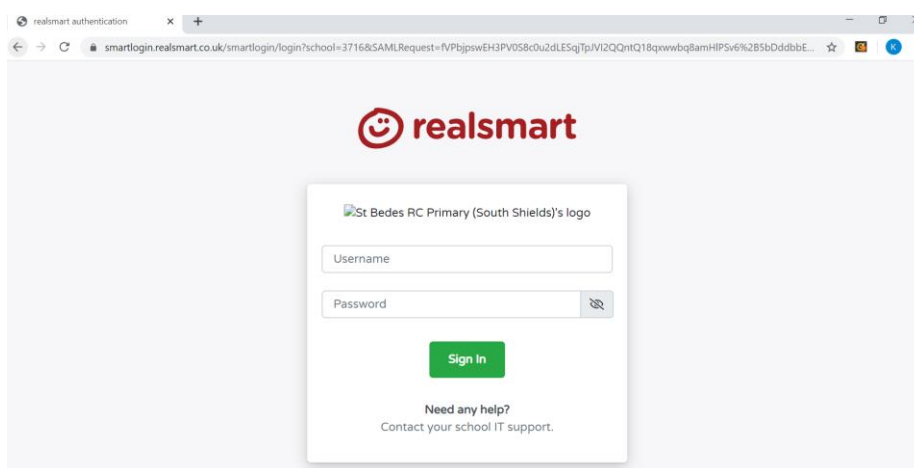 realsmart authentication
smartlogin.realsmart.co.uk/smartlogin/login?school=3716&SAMLRequest=fVPbjpswEH3PV0S8c0u2dLESqjTpJVI2QQntQ18qxwwbq8amHIPSv6%2B5bDddbbE...
K
realsmart
St Bedes RC Primary (South Shields)'s logo
Username
Password
Sign In
Need any help?
Contact your school IT support.